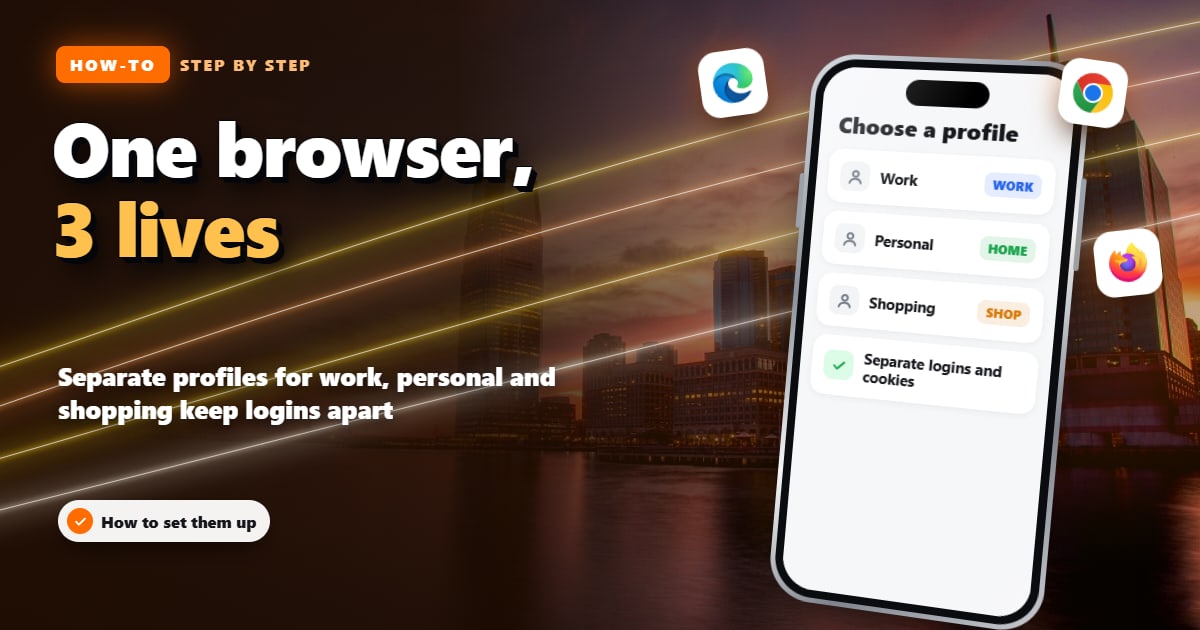 HOW-TO STEP BY STEP
One browser,
3 lives
Separate profiles for work, personal and
shopping keep logins apart
How to set them up
Choose a profile
Work WORK
Personal HOME
Shopping SHOP
Separate logins and
cookies